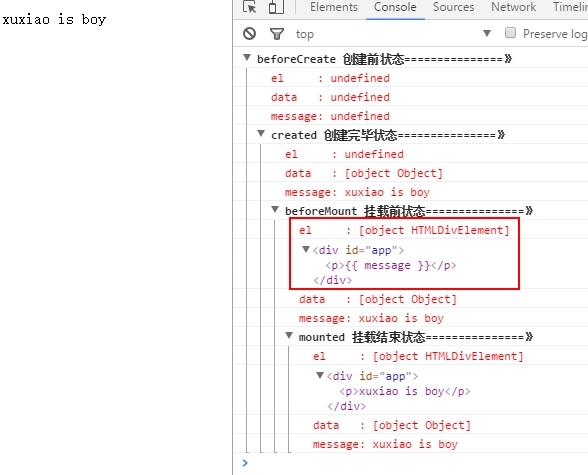 xuxiao is boy
Elements Console Sources Network Timelin
top Preserve log
beforeCreate 创建前状态===============》
el : undefined
data : undefined
message: undefined
created 创建完毕状态===============》
el : undefined
data : [object Object]
message: xuxiao is boy
beforeMount 挂载前状态===============》
el : [object HTMLDivElement]
<div id="app">
<p>{{ message }}</p>
</div>
data : [object Object]
message: xuxiao is boy
mounted 挂载结束状态===============》
el : [object HTMLDivElement]
<div id="app">
<p>xuxiao is boy</p>
</div>
data : [object Object]
message: xuxiao is boy